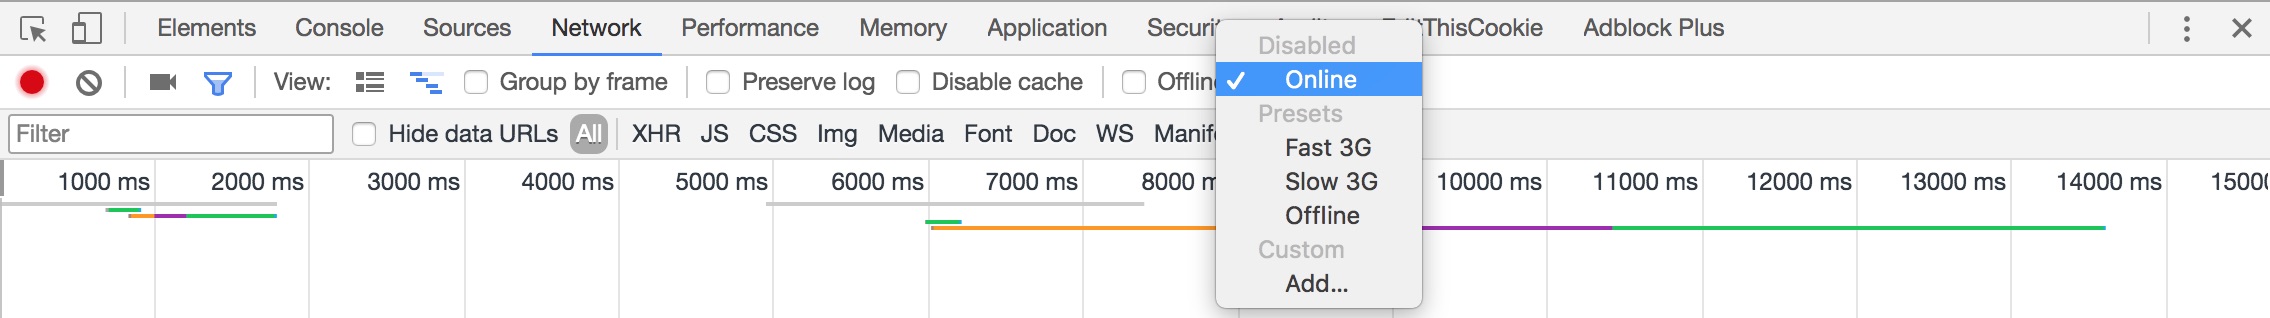 Elements Console Sources Network Performance Memory Application Securi ThisCookie Adblock Plus
View: Group by frame Preserve log Disable cache Offlin
Filter Hide data URLs All XHR JS CSS Img Media Font Doc WS Manif
1000 ms 2000 ms 3000 ms 4000 ms 5000 ms 6000 ms 7000 ms 8000 m 10000 ms 11000 ms 12000 ms 13000 ms 14000 ms 1500
Disabled
Online
Presets
Fast 3G
Slow 3G
Offline
Custom
Add...